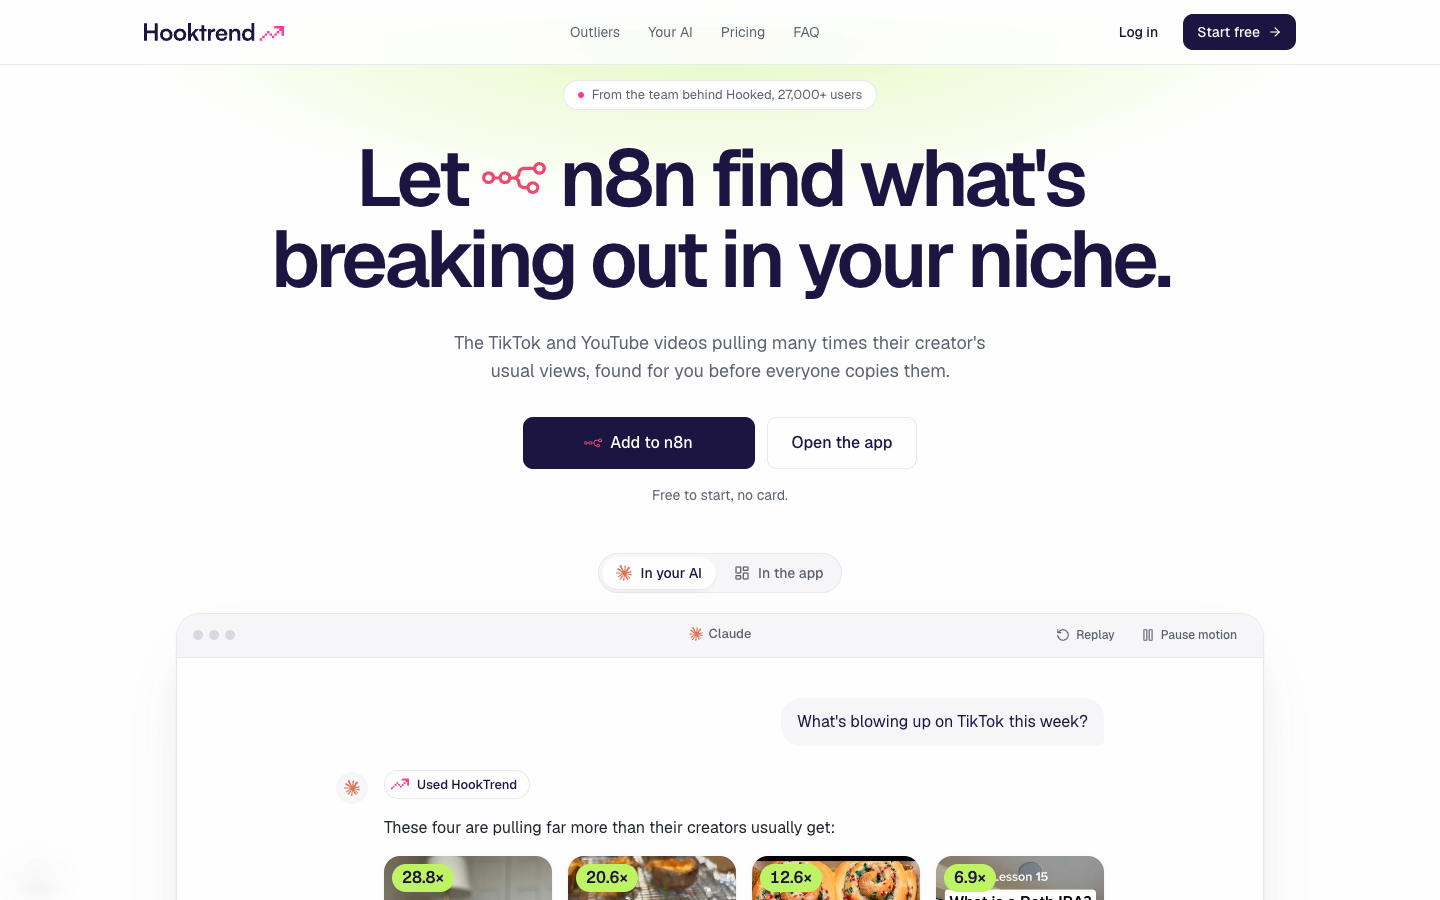 Hooktrend
Outliers
Your AI
Pricing
FAQ
Log in
Start free
From the team behind Hooked, 27,000+ users
Let n8n find what's
breaking out in your niche.
The TikTok and YouTube videos pulling many times their creator's
usual views, found for you before everyone copies them.
Add to n8n
Open the app
Free to start, no card.
In your AI
In the app
Claude
Replay
Pause motion
What's blowing up on TikTok this week?
Used HookTrend
These four are pulling far more than their creators usually get:
28.8×
20.6×
12.6×
6.9×
Lesson 15
What is a Roth IRA?